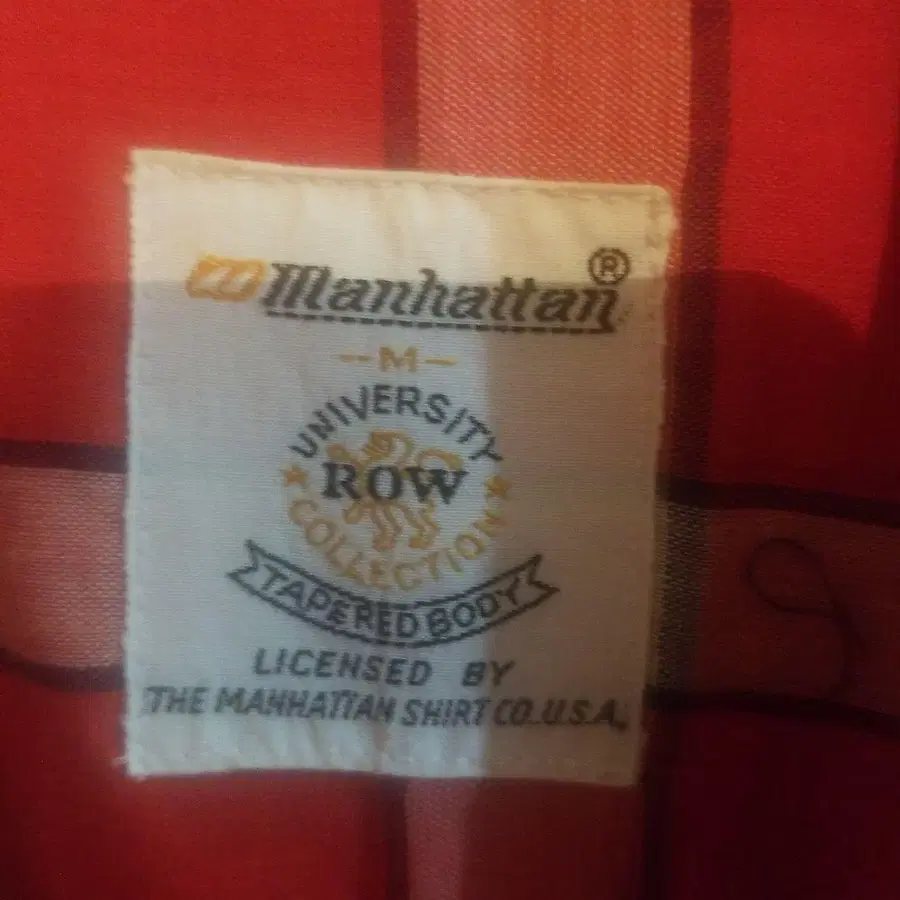 Manhattan®
-M-
UNIVERSITY
ROW
COLLECTION
TAPERED BODY
LICENSED BY
THE MANHATTAN SHIRT CO. U.S.A.